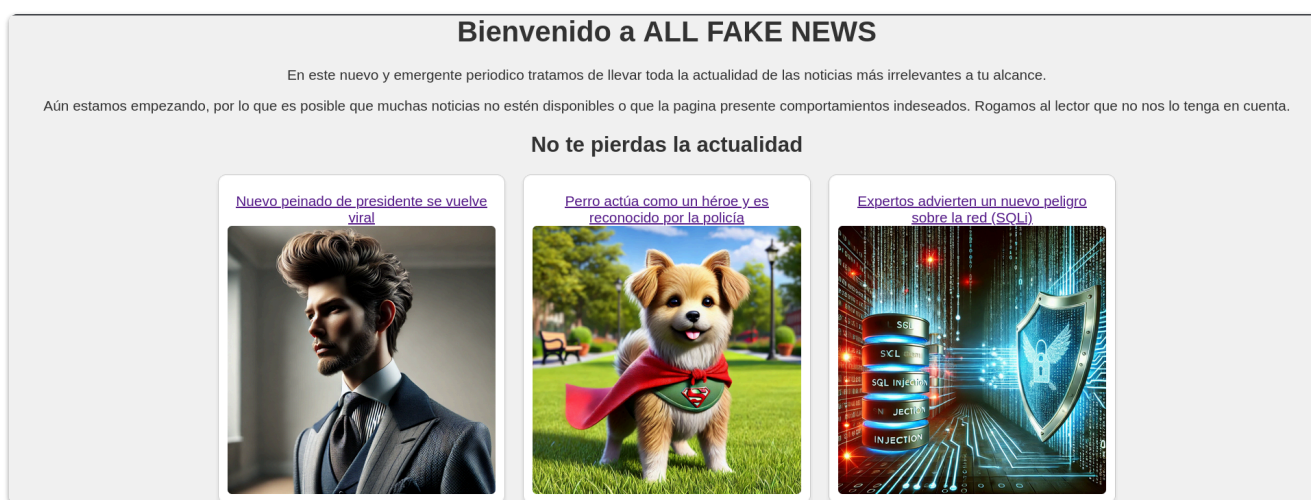 Bienvenido a ALL FAKE NEWS
En este nuevo y emergente periodico tratamos de llevar toda la actualidad de las noticias más irrelevantes a tu alcance.
Aún estamos empezando, por lo que es posible que muchas noticias no estén disponibles o que la pagina presente comportamientos indeseados. Rogamos al lector que no nos lo tenga en cuenta.
No te pierdas la actualidad
Nuevo peinado de presidente se vuelve
viral
Perro actúa como un héroe y es
reconocido por la policía
Expertos advierten un nuevo peligro
sobre la red (SQLi)
SQL INJECTION
INJECTION